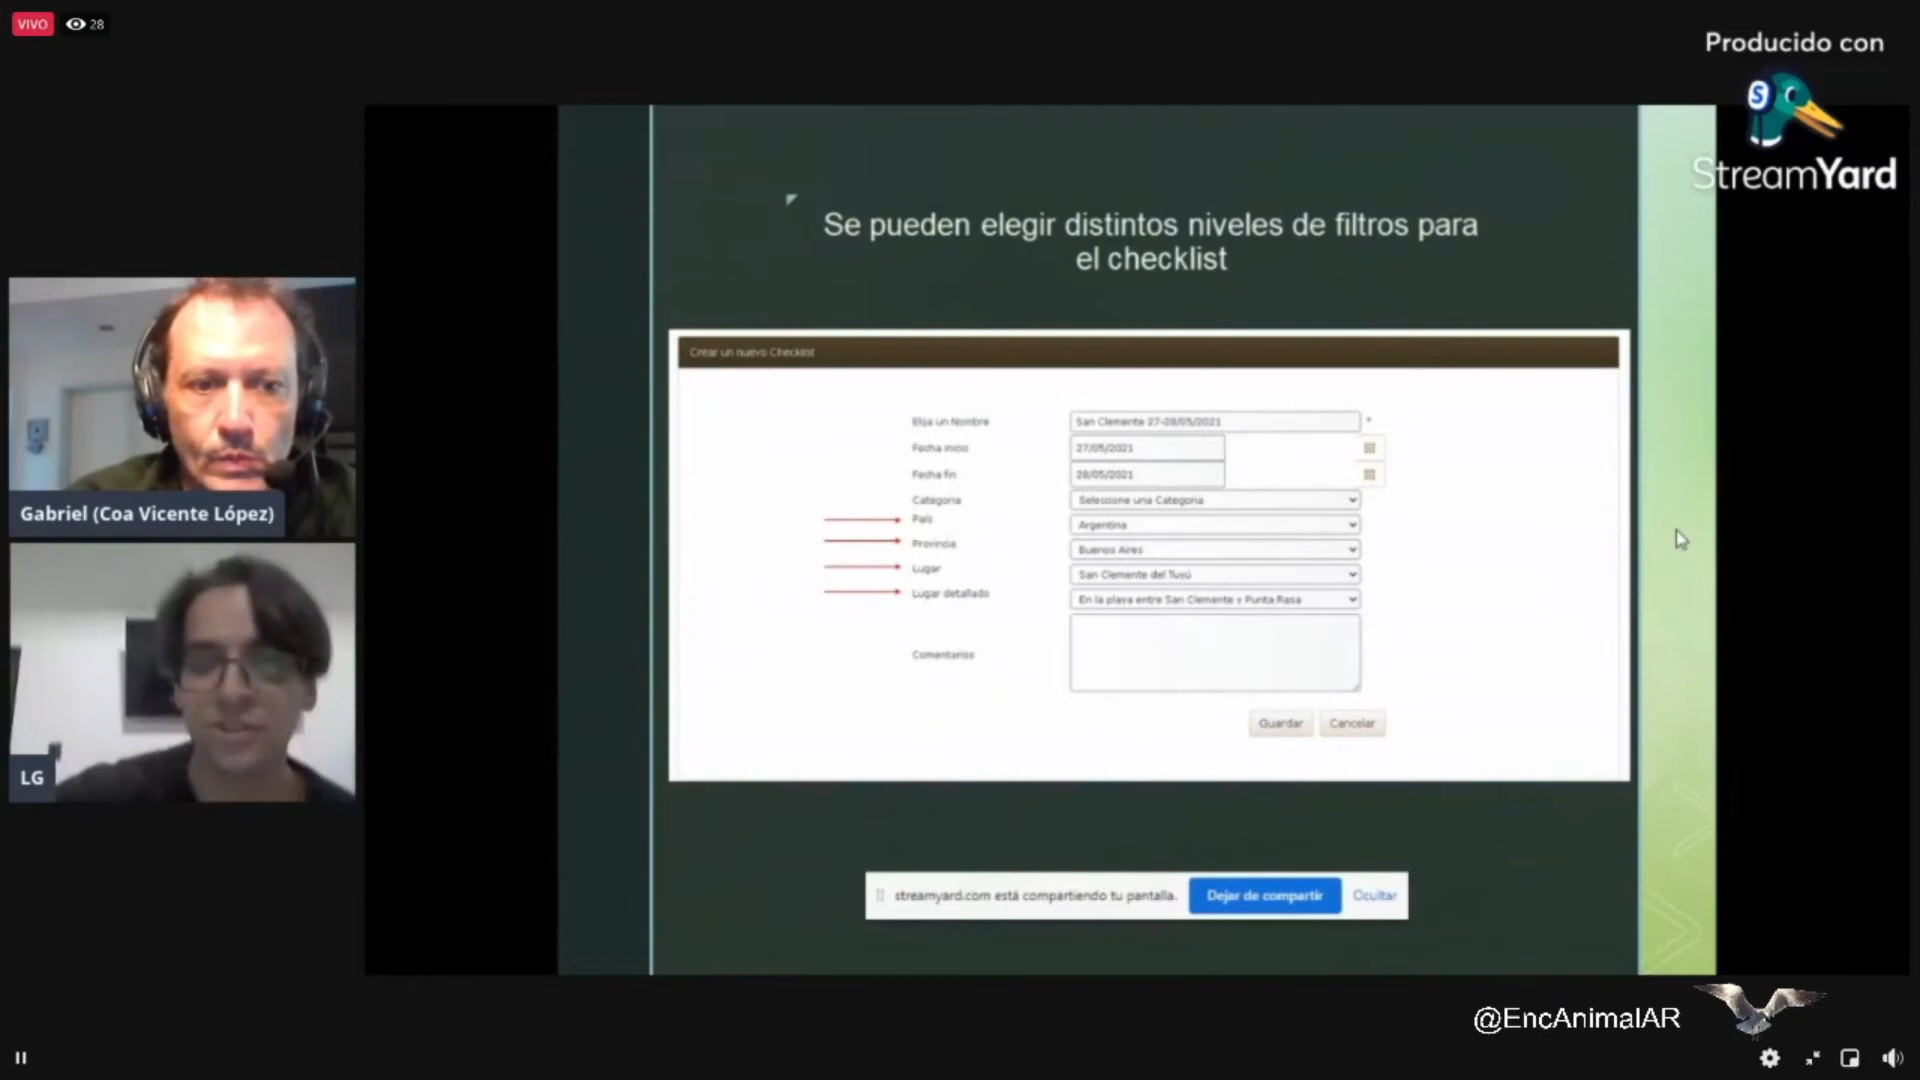 VIVO 28
Producido con
StreamYard
Se pueden elegir distintos niveles de filtros para
el checklist
Crear un nuevo Checklist
Elija un Nombre San Clemente 27-28/05/2021 *
Fecha inicio 27/05/2021
Fecha fin 28/05/2021
Categoria Seleccione una Categoria
País Argentina
Provincia Buenos Aires
Lugar San Clemente del Tuyú
Lugar detallado En la playa entre San Clemente y Punta Rasa
Comentarios
Guardar Cancelar
Gabriel (Coa Vicente López)
LG
streamyard.com está compartiendo tu pantalla. Dejar de compartir Ocultar
@EncAnimalAR